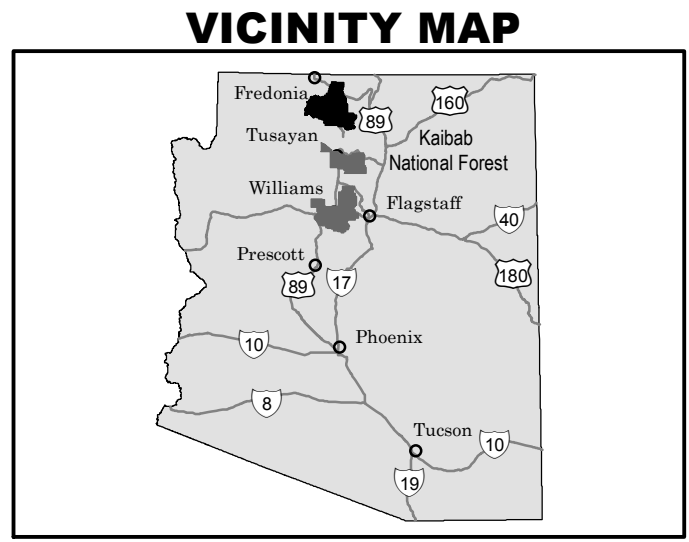 VICINITY MAP
Fredonia
160
89
Tusayan
Kaibab
National Forest
Williams
Flagstaff
40
Prescott
180
89
17
Phoenix
10
8
Tucson
10
19